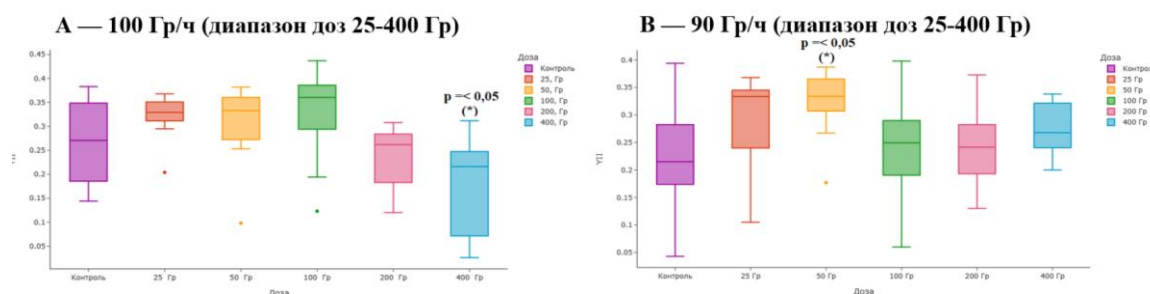 А — 100 Гр/ч (диапазон доз 25-400 Гр)
0.45
0.4
0.35
0.3
0.25
0.2
0.15
0.1
0.05
p =< 0,05
(*)
Доза
Контроль
25, Гр
50, Гр
100, Гр
200, Гр
400, Гр
Контроль
25 Гр
50 Гр
100 Гр
200 Гр
400 Гр
Доза
В — 90 Гр/ч (диапазон доз 25-400 Гр)
YII
0.4
0.35
0.3
0.25
0.2
0.15
0.1
0.05
p =< 0,05
(*)
Доза
Контроль
25 Гр
50 Гр
100 Гр
200 Гр
400 Гр
Контроль
25 Гр
50 Гр
100 Гр
200 Гр
400 Гр
Доза